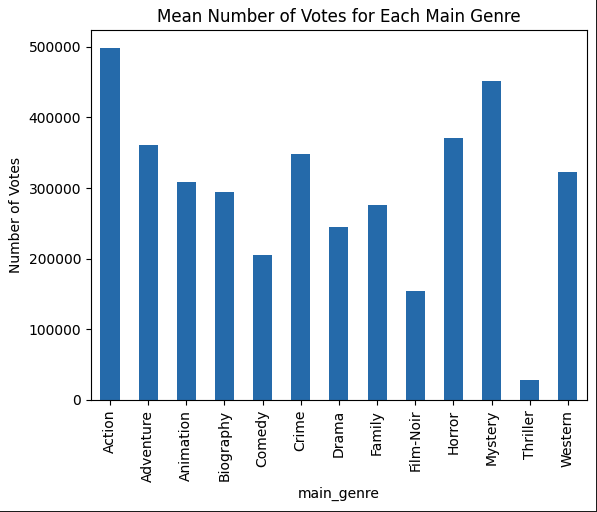 Mean Number of Votes for Each Main Genre
Number of Votes
500000
400000
300000
200000
100000
0
Action
Adventure
Animation
Biography
Comedy
Crime
Drama
Family
Film-Noir
Horror
Mystery
Thriller
Western
main_genre